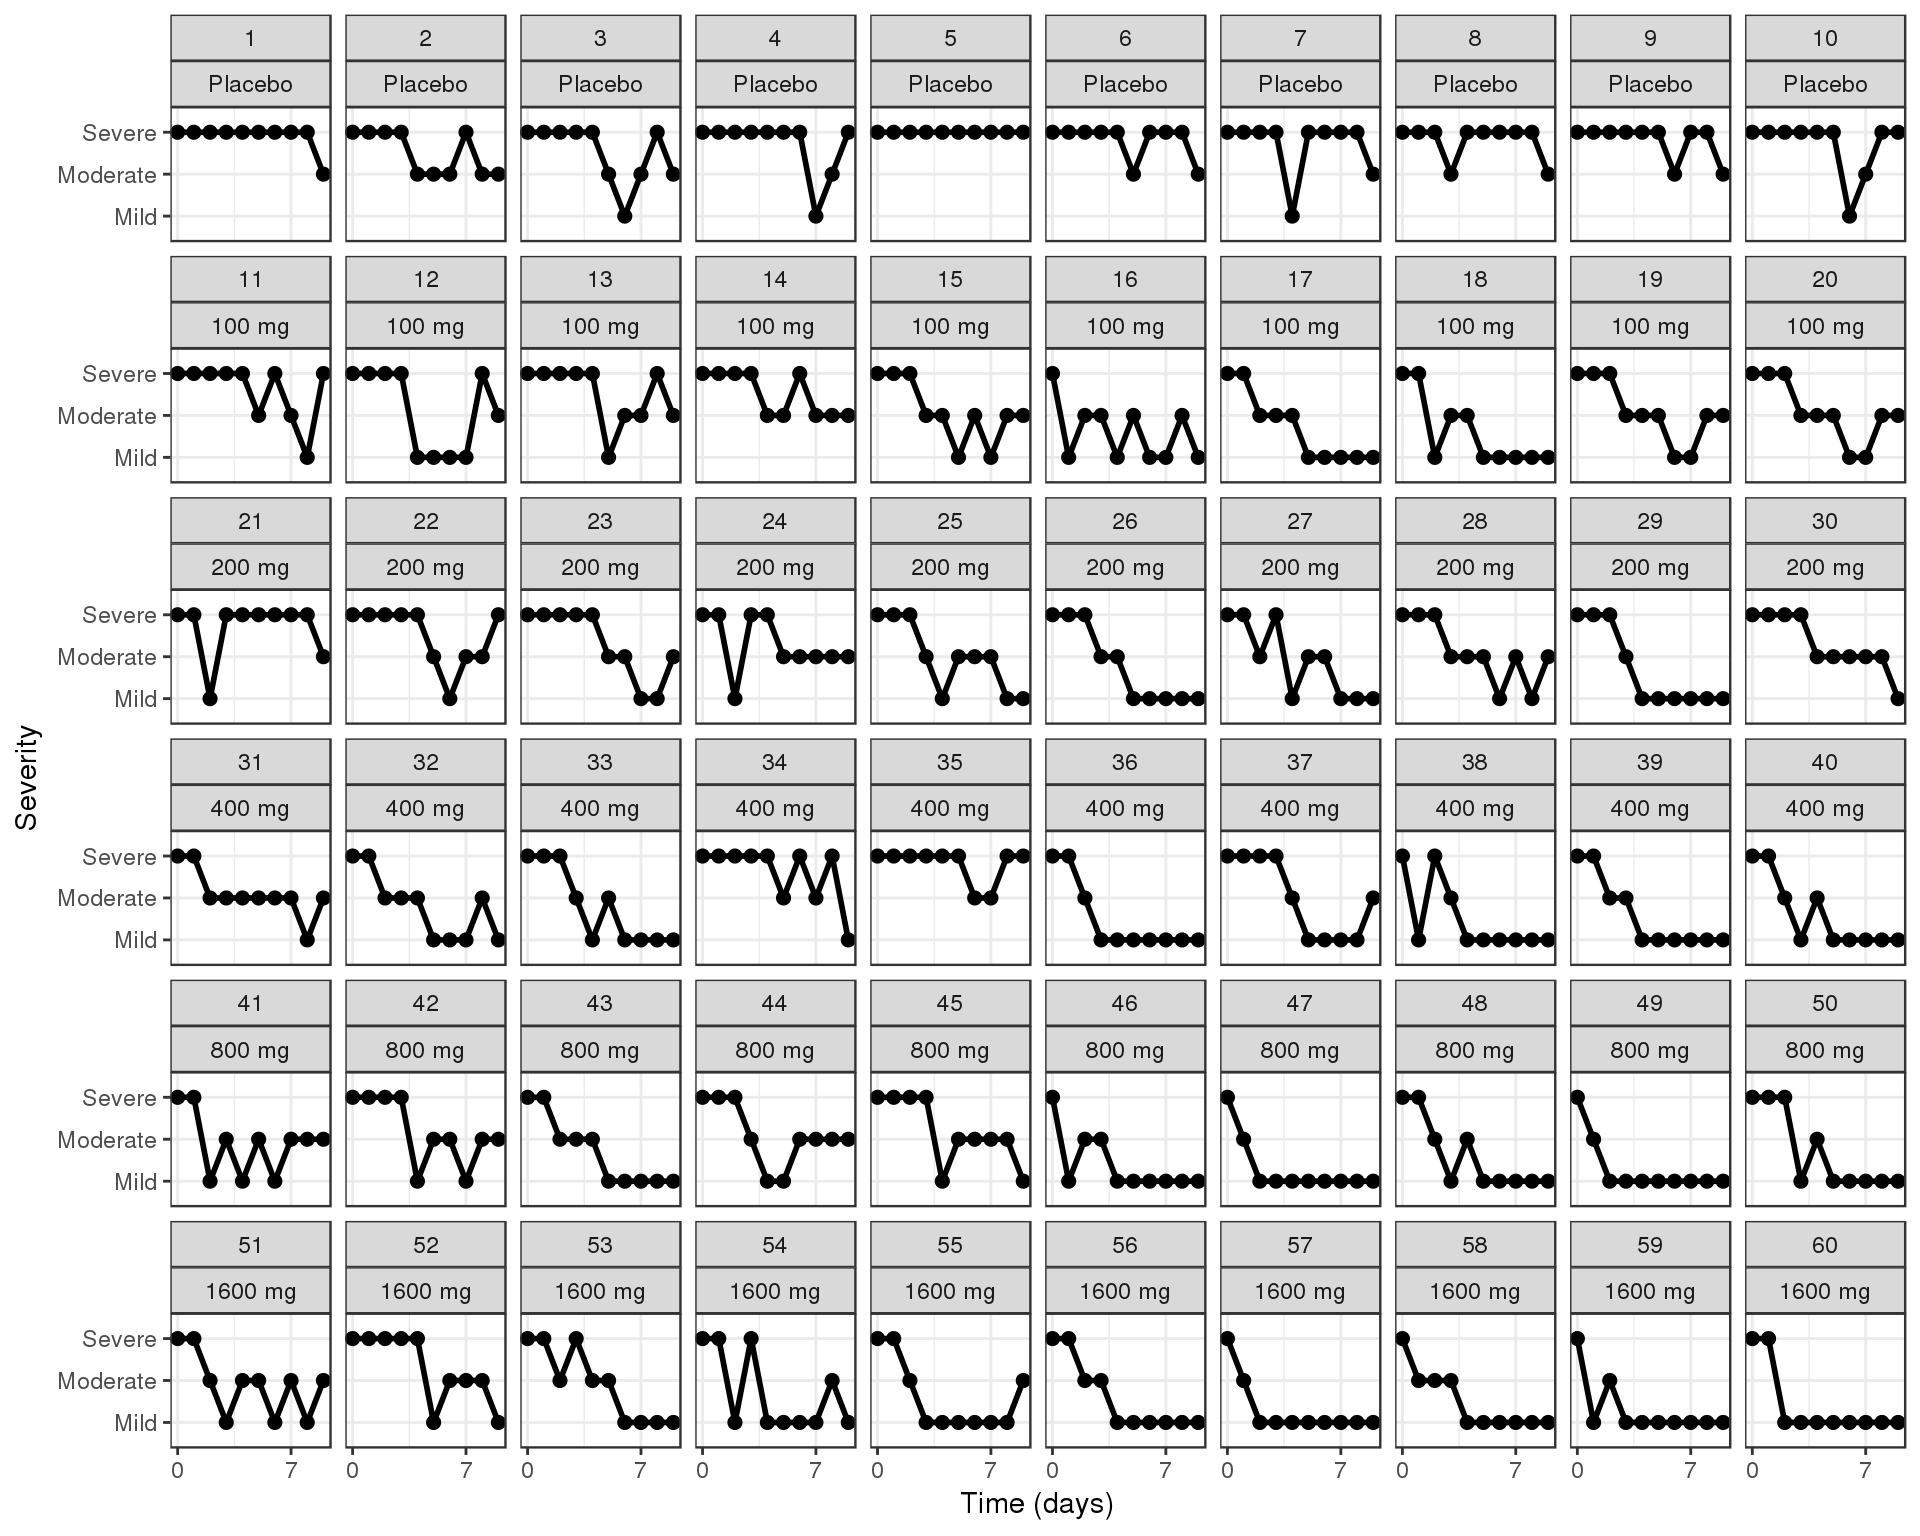 1 2 3 4 5 6 7 8 9 10
Placebo Placebo Placebo Placebo Placebo Placebo Placebo Placebo Placebo Placebo
Severe
Moderate
Mild
11 12 13 14 15 16 17 18 19 20
100 mg 100 mg 100 mg 100 mg 100 mg 100 mg 100 mg 100 mg 100 mg 100 mg
Severe
Moderate
Mild
21 22 23 24 25 26 27 28 29 30
200 mg 200 mg 200 mg 200 mg 200 mg 200 mg 200 mg 200 mg 200 mg 200 mg
Severe
Moderate
Mild
Severity
31 32 33 34 35 36 37 38 39 40
400 mg 400 mg 400 mg 400 mg 400 mg 400 mg 400 mg 400 mg 400 mg 400 mg
Severe
Moderate
Mild
41 42 43 44 45 46 47 48 49 50
800 mg 800 mg 800 mg 800 mg 800 mg 800 mg 800 mg 800 mg 800 mg 800 mg
Severe
Moderate
Mild
51 52 53 54 55 56 57 58 59 60
1600 mg 1600 mg 1600 mg 1600 mg 1600 mg 1600 mg 1600 mg 1600 mg 1600 mg 1600 mg
Severe
Moderate
Mild
0 7 0 7 0 7 0 7 0 7 0 7 0 7 0 7 0 7 0 7
Time (days)